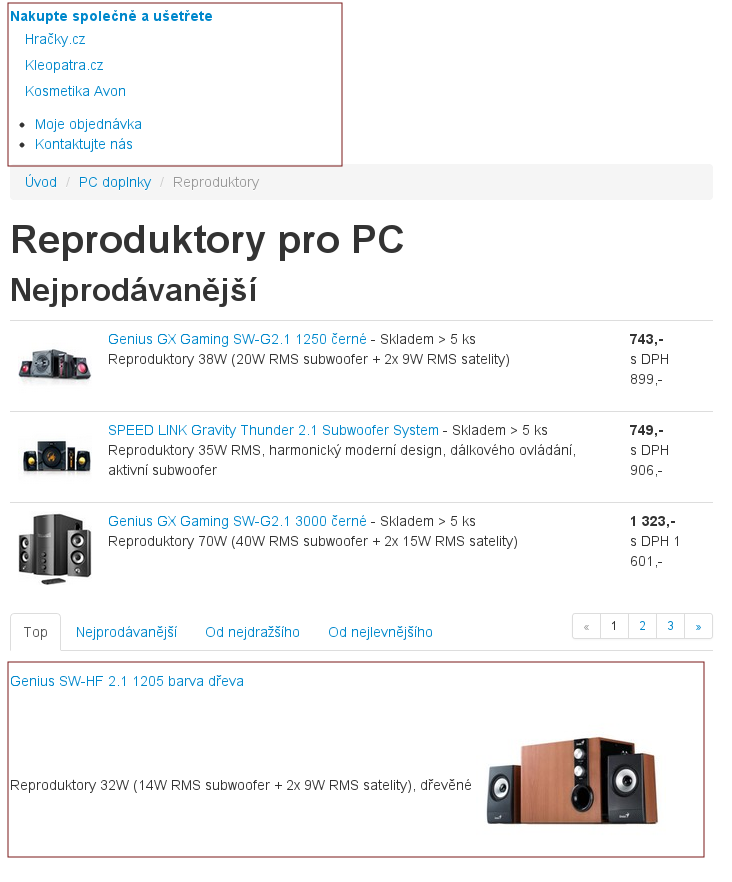 Nakupte společně a ušetřete
Hračky.cz
Kleopatra.cz
Kosmetika Avon
Moje objednávka
Kontaktujte nás
Úvod / PC doplnky / Reproduktory
Reproduktory pro PC
Nejprodávanější
Genius GX Gaming SW-G2.1 1250 černé - Skladem > 5 ks
Reproduktory 38W (20W RMS subwoofer + 2x 9W RMS satelity)
743,-
s DPH
899,-
SPEED LINK Gravity Thunder 2.1 Subwoofer System - Skladem > 5 ks
Reproduktory 35W RMS, harmonický moderní design, dálkového ovládání,
aktivní subwoofer
749,-
s DPH
906,-
Genius GX Gaming SW-G2.1 3000 černé - Skladem > 5 ks
Reproduktory 70W (40W RMS subwoofer + 2x 15W RMS satelity)
1 323,-
s DPH 1
601,-
Top Nejprodávanější Od nejdražšího Od nejlevnějšího « 1 2 3 »
Genius SW-HF 2.1 1205 barva dřeva
Reproduktory 32W (14W RMS subwoofer + 2x 9W RMS satelity), dřevěné